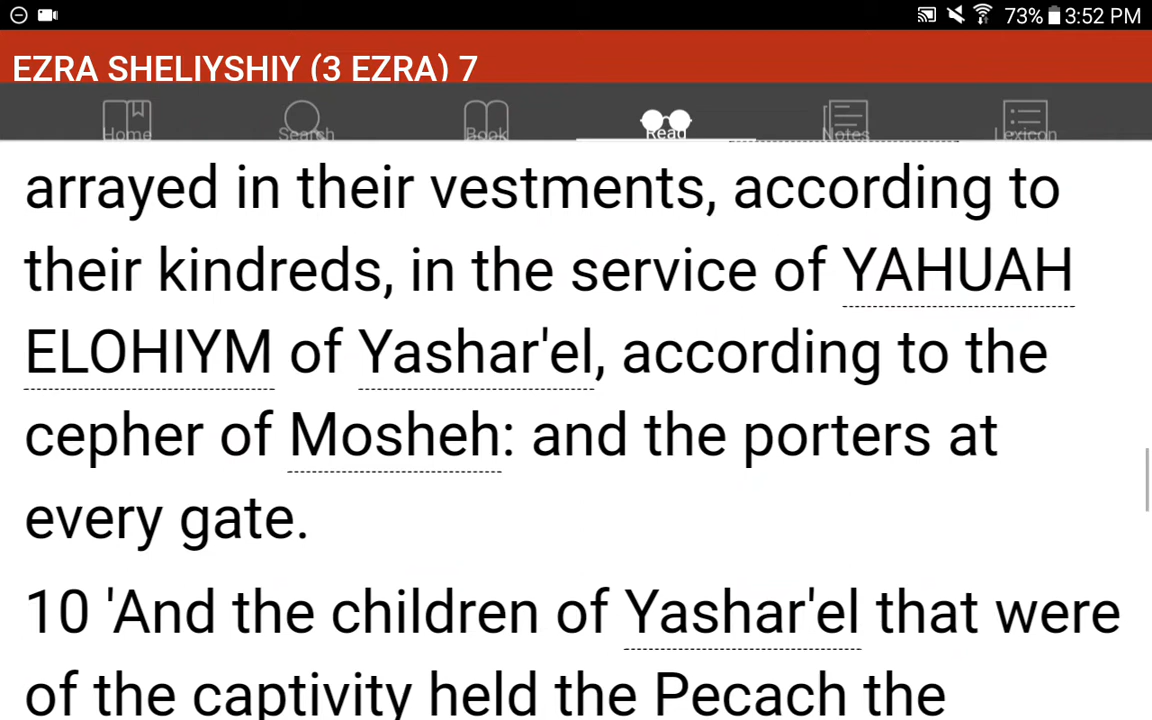 73% 3:52 PM
EZRA SHELIYSHIY (3 EZRA) 7
Home Search Book Read Notes Lexicon
arrayed in their vestments, according to
their kindreds, in the service of YAHUAH
ELOHIYM of Yashar'el, according to the
cepher of Mosheh: and the porters at
every gate.
10 'And the children of Yashar'el that were
of the captivity held the Pecach the